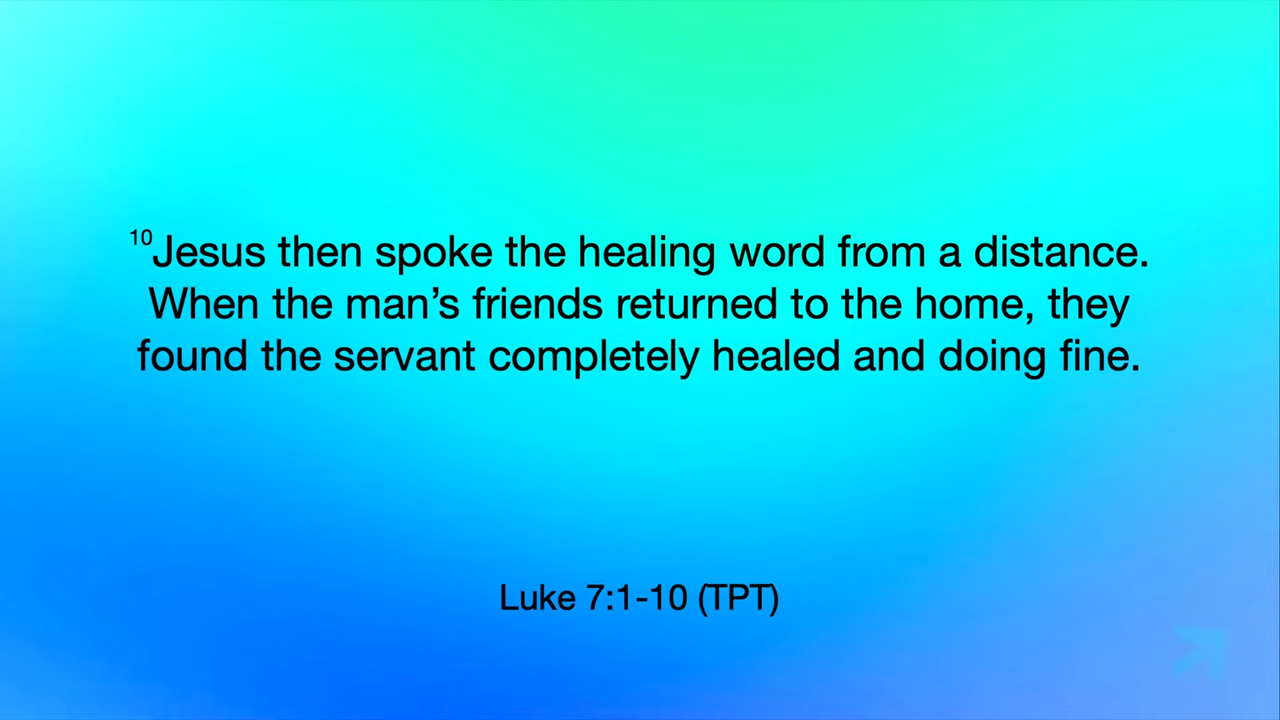 10Jesus then spoke the healing word from a distance.
When the man’s friends returned to the home, they
found the servant completely healed and doing fine.
Luke 7:1-10 (TPT)